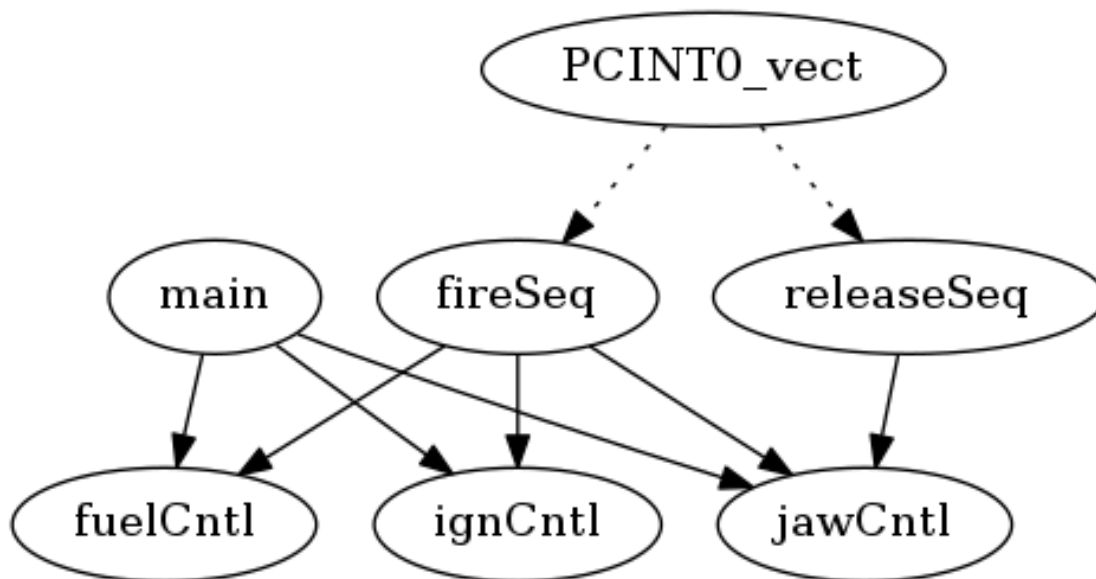 PCINT0_vect
main
fireSeq
releaseSeq
fuelCntl
ignCntl
jawCntl